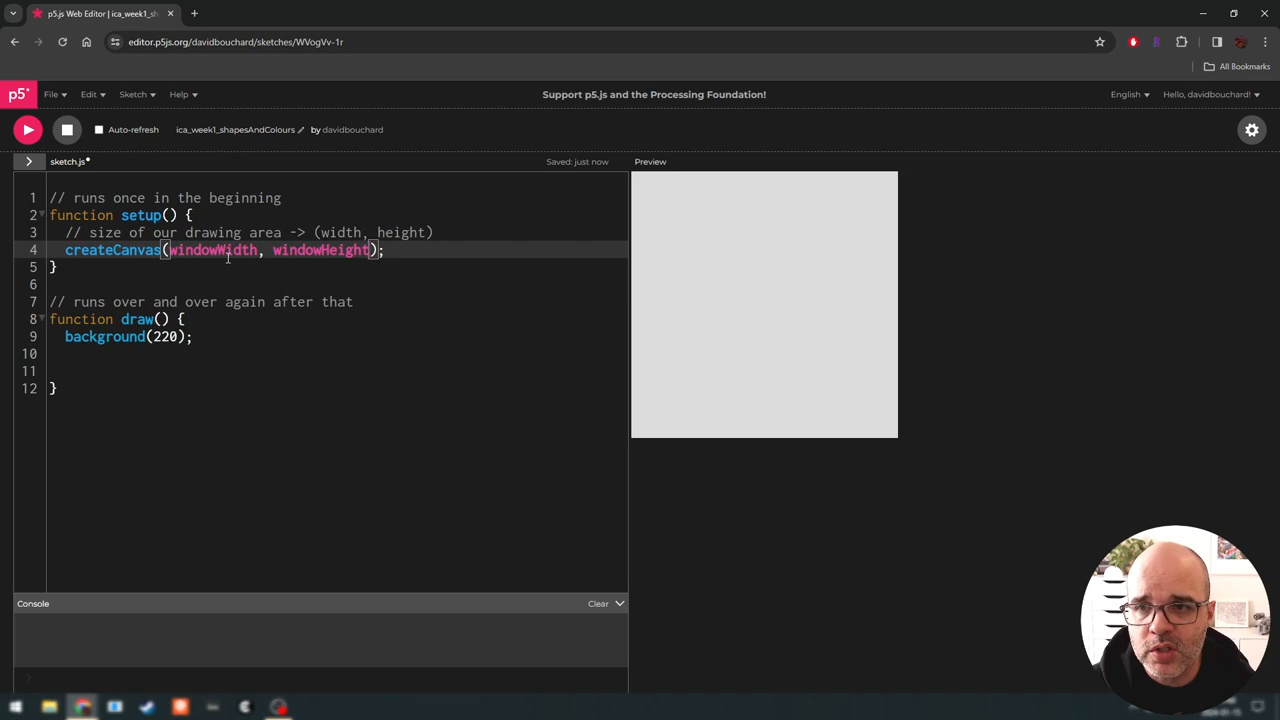 p5.js Web Editor | ica_week1_sh
editor.p5js.org/davidbouchard/sketches/WVogVv-1r
All Bookmarks
p5*
File
Edit
Sketch
Help
Support p5.js and the Processing Foundation!
English
Hello, davidbouchard!
Auto-refresh
ica_week1_shapesAndColours
by davidbouchard
sketch.js
Saved: just now
Preview
1 // runs once in the beginning
2 function setup() {
3 // size of our drawing area -> (width, height)
4 createCanvas(windowWidth, windowHeight);
5 }
6
7 // runs over and over again after that
8 function draw() {
9 background(220);
10
11
12 }
Console
Clear